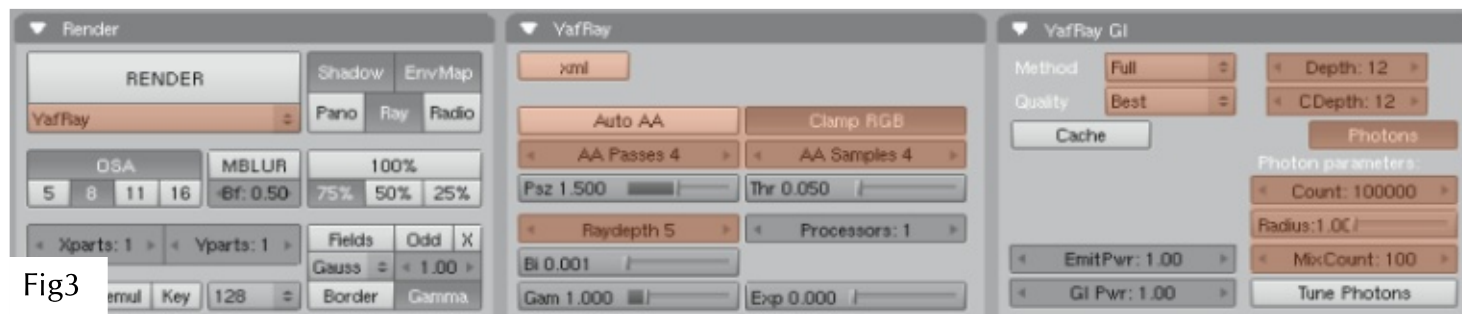 Render
RENDER
YafRay
Shadow EnvMap
Pano Ray Radio
OSA
5 8 11 16
MBLUR
Bf: 0.50
100%
75% 50% 25%
Xparts: 1 Yparts: 1
Fields Odd X
Gauss 1.00
Key 128
Border Gamma
Fig3
YafRay
xml
Auto AA Clamp RGB
AA Passes 4 AA Samples 4
Psz 1.500 Thr 0.050
Raydepth 5 Processors: 1
Bi 0.001
Gam 1.000 Exp 0.000
YafRay GI
Method Full Depth: 12
Quality Best CDepth: 12
Cache Photons
Photon parameters:
Count: 100000
Radius:1.00
EmitPwr: 1.00 MixCount: 100
GI Pwr: 1.00 Tune Photons